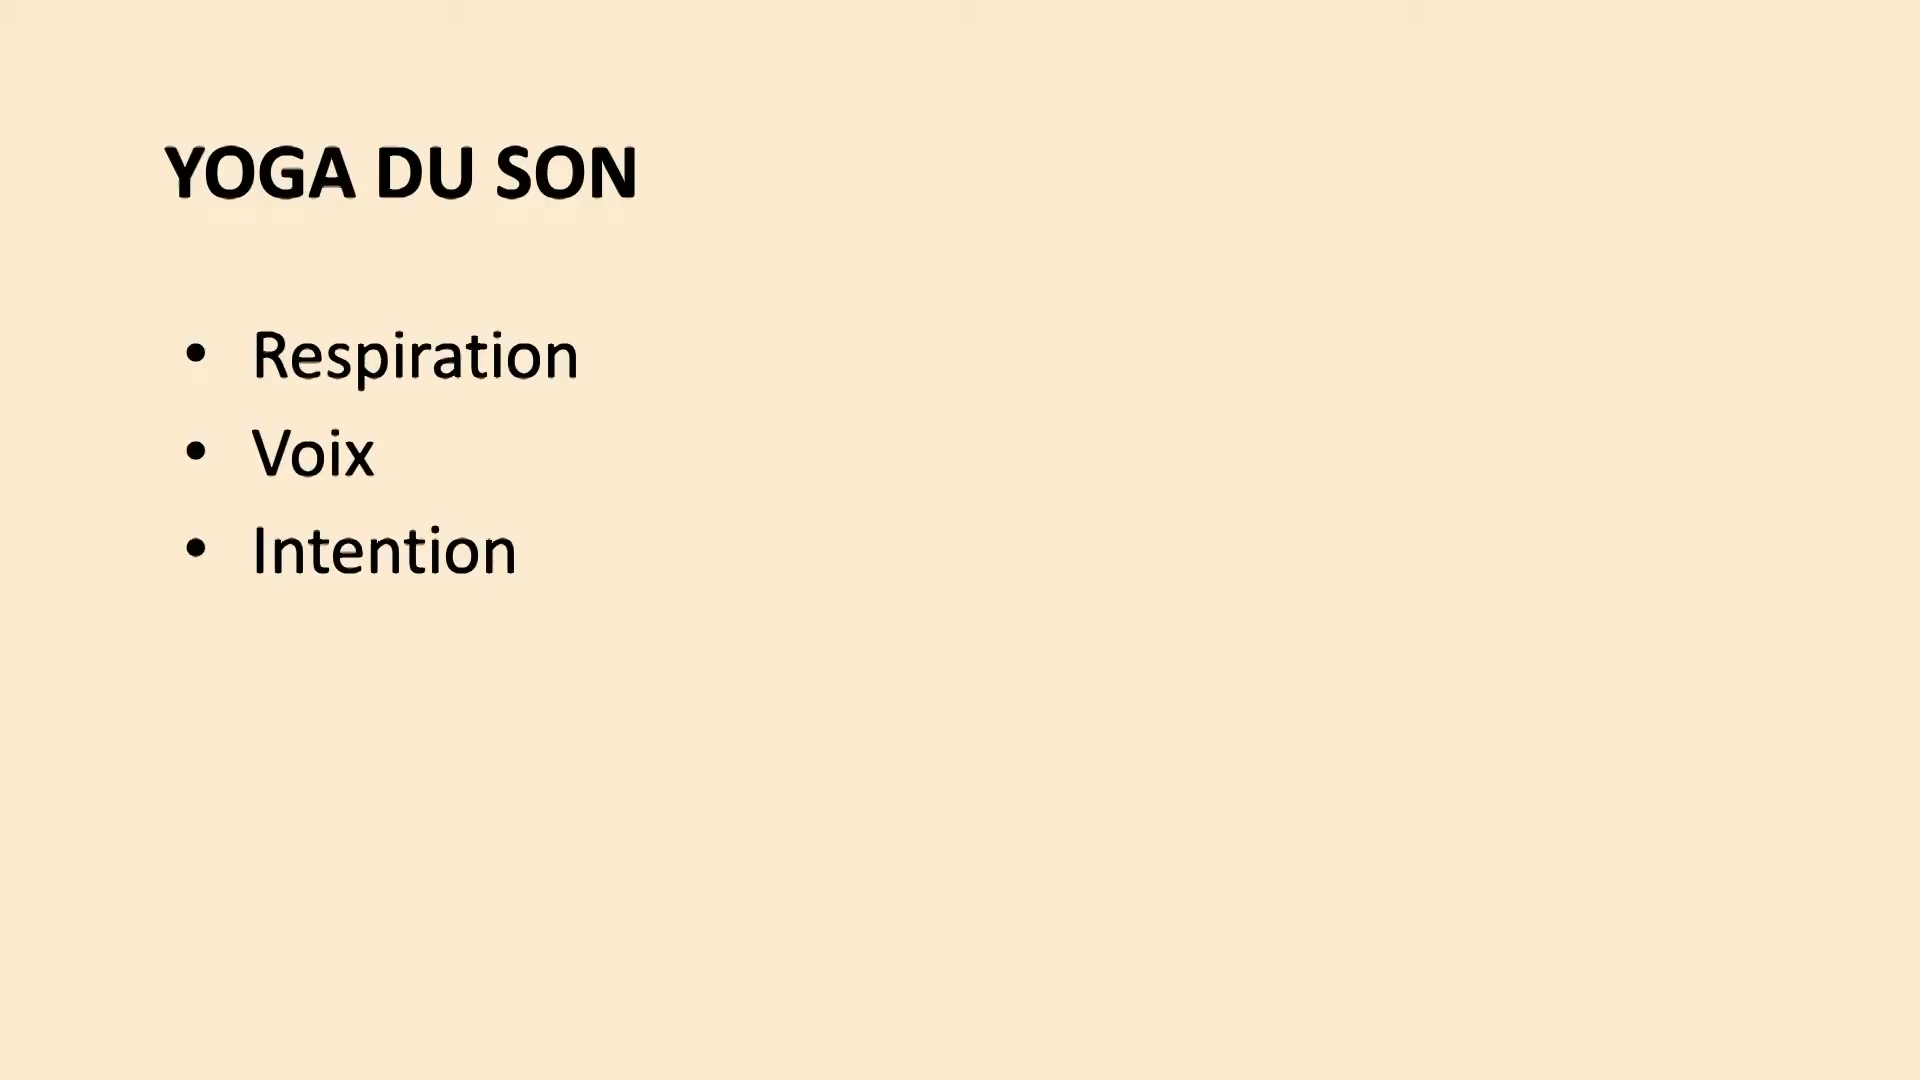 YOGA DU SON
• Respiration
• Voix
• Intention